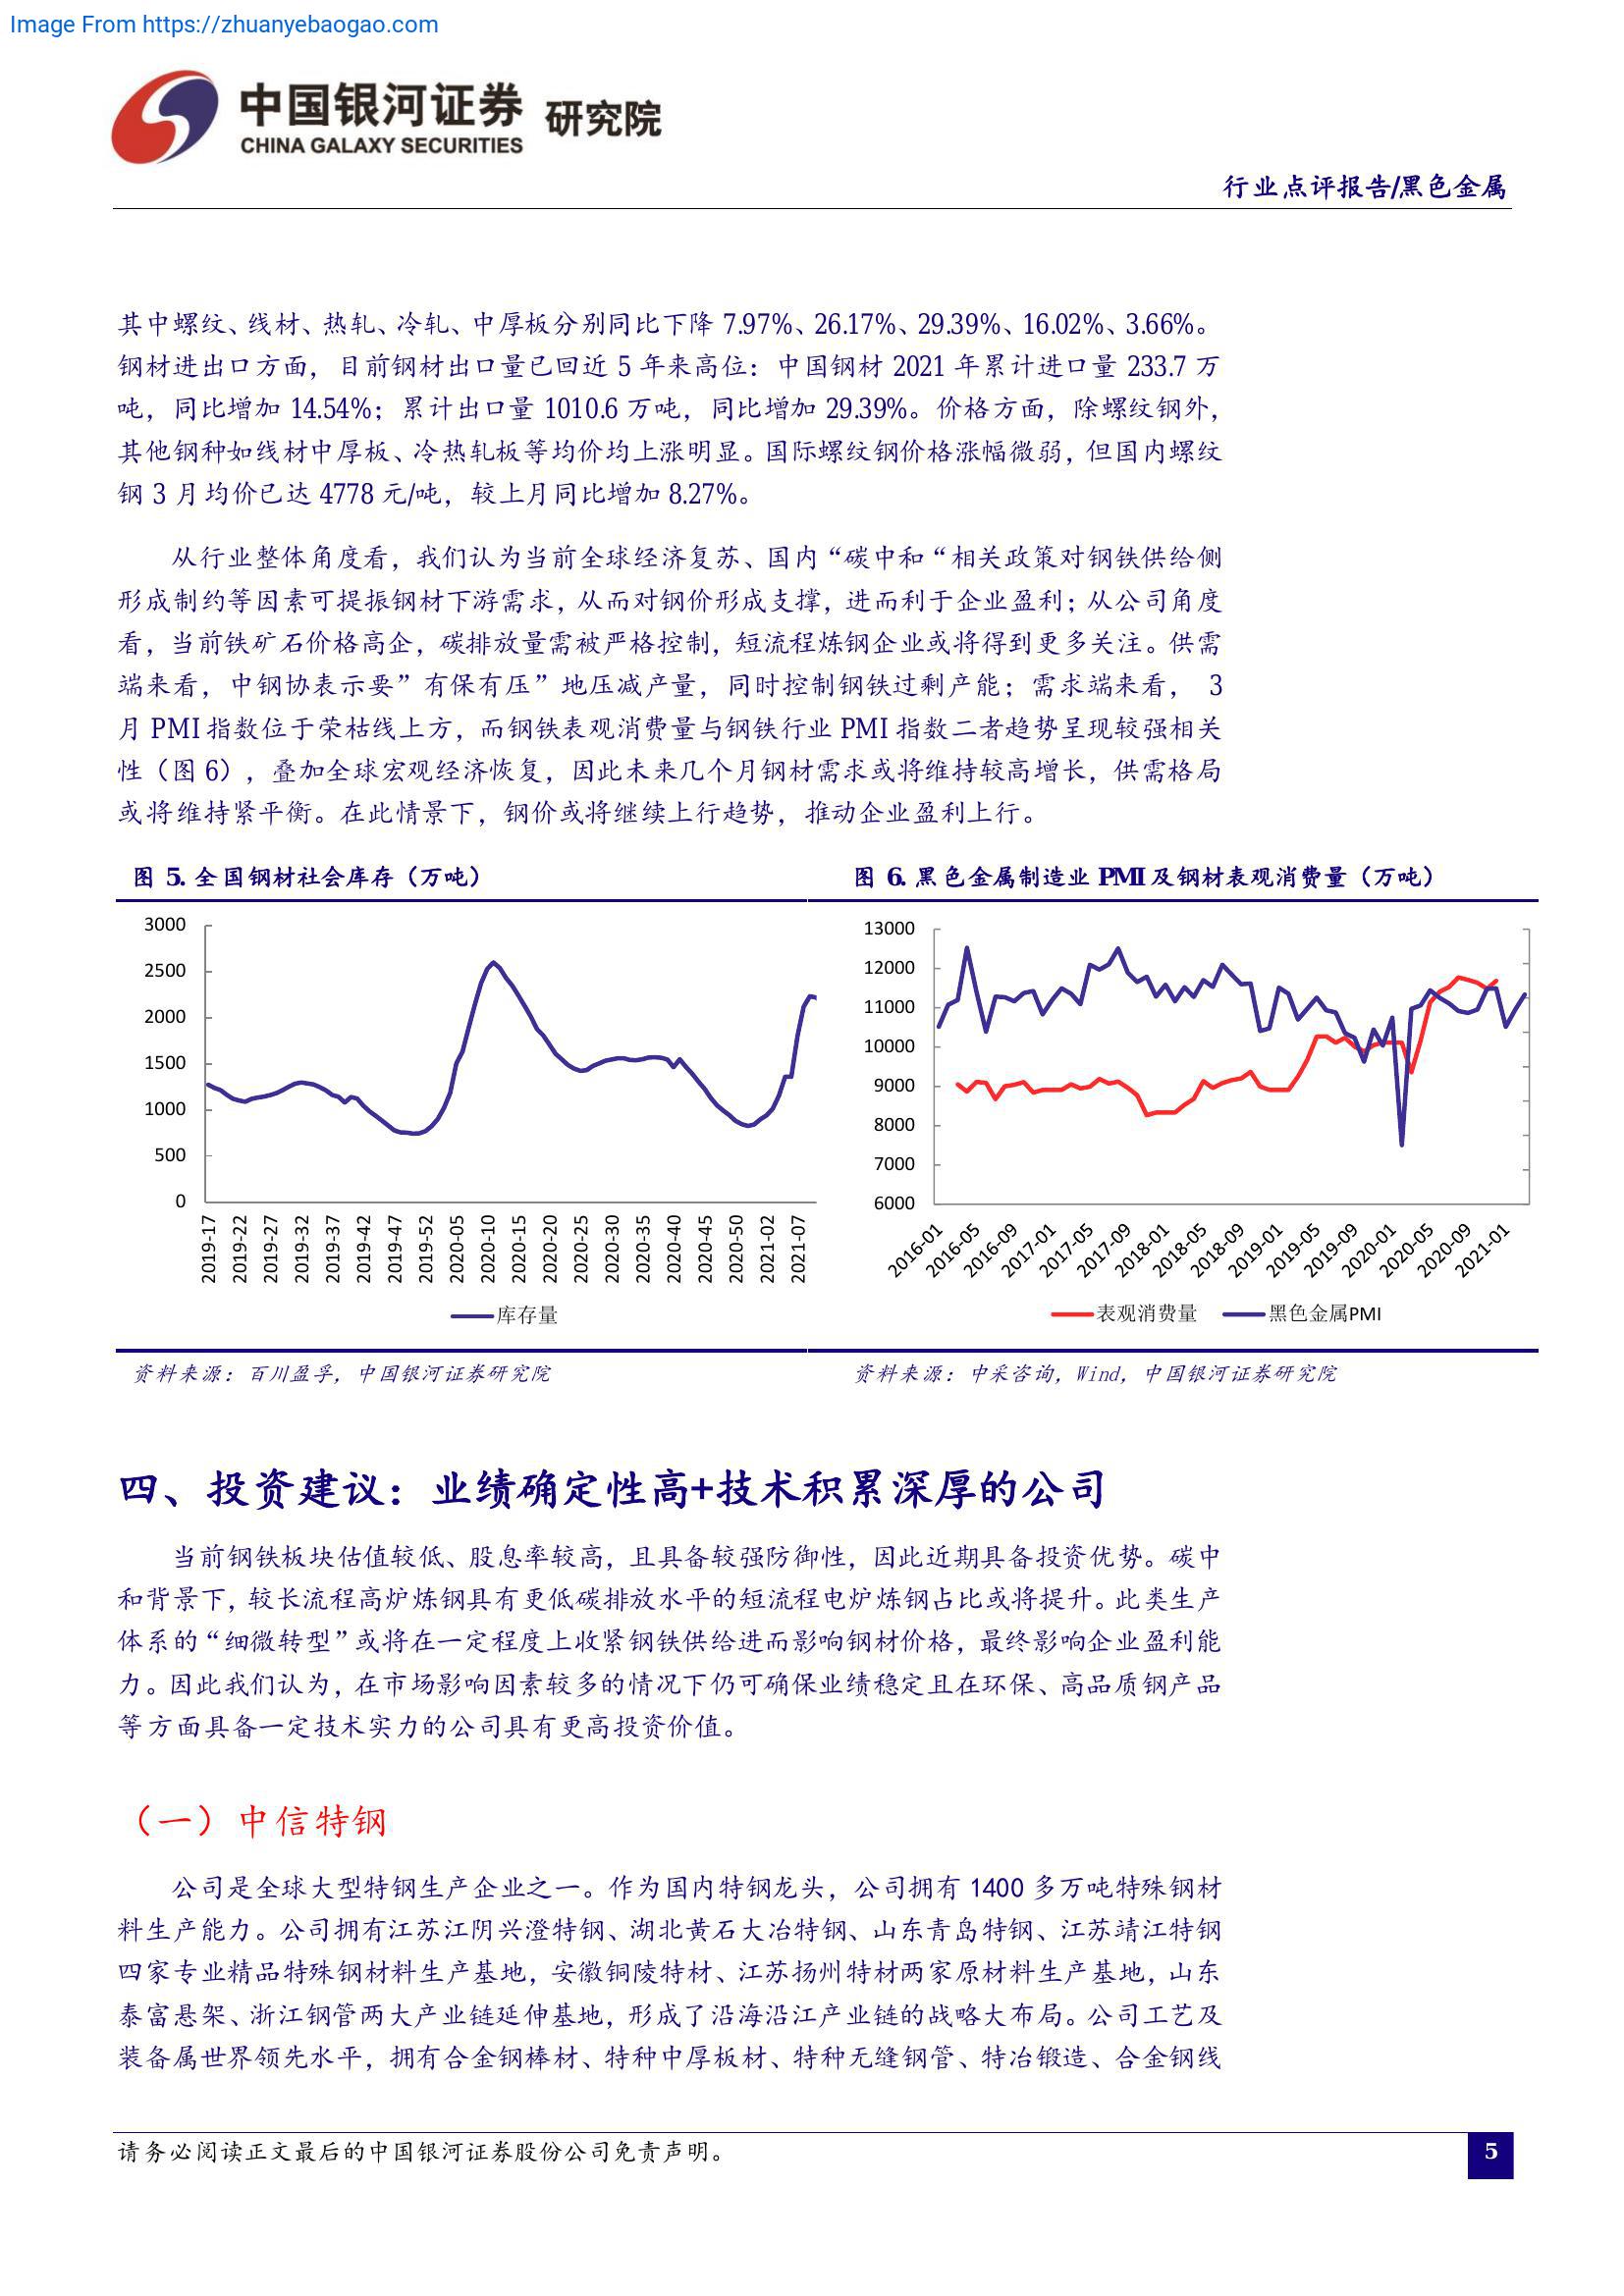 Image From https://zhuanyebaogao.com
中国银河证券 研究院
CHINA GALAXY SECURITIES
行业点评报告/黑色金属
其中螺纹、线材、热轧、冷轧、中厚板分别同比下降 7.97%、26.17%、29.39%、16.02%、3.66%。
钢材进出口方面，目前钢材出口量已回近 5 年来高位：中国钢材 2021 年累计进口量 233.7 万
吨，同比增加 14.54%；累计出口量 1010.6 万吨，同比增加 29.39%。价格方面，除螺纹钢外，
其他钢种如线材中厚板、冷热轧板等均价均上涨明显。国际螺纹钢价格涨幅微弱，但国内螺纹
钢 3 月均价已达 4778 元/吨，较上月同比增加 8.27%。
从行业整体角度看，我们认为当前全球经济复苏、国内“碳中和“相关政策对钢铁供给侧
形成制约等因素可提振钢材下游需求，从而对钢价形成支撑，进而利于企业盈利；从公司角度
看，当前铁矿石价格高企，碳排放量需被严格控制，短流程炼钢企业或将得到更多关注。供需
端来看，中钢协表示要”有保有压”地压减产量，同时控制钢铁过剩产能；需求端来看， 3
月 PMI 指数位于荣枯线上方，而钢铁表观消费量与钢铁行业 PMI 指数二者趋势呈现较强相关
性（图 6），叠加全球宏观经济恢复，因此未来几个月钢材需求或将维持较高增长，供需格局
或将维持紧平衡。在此情景下，钢价或将继续上行趋势，推动企业盈利上行。
图 5. 全国钢材社会库存（万吨）
3000
2500
2000
1500
1000
500
0
2019-17
2019-22
2019-27
2019-32
2019-37
2019-42
2019-47
2019-52
2020-05
2020-10
2020-15
2020-20
2020-25
2020-30
2020-35
2020-40
2020-45
2020-50
2021-02
2021-07
库存量
资料来源：百川盈孚，中国银河证券研究院
图 6. 黑色金属制造业 PMI 及钢材表观消费量（万吨）
13000
12000
11000
10000
9000
8000
7000
6000
2016-01
2016-05
2016-09
2017-01
2017-05
2017-09
2018-01
2018-05
2018-09
2019-01
2019-05
2019-09
2020-01
2020-05
2020-09
2021-01
表观消费量 黑色金属PMI
资料来源：中采咨询，Wind，中国银河证券研究院
四、投资建议：业绩确定性高+技术积累深厚的公司
当前钢铁板块估值较低、股息率较高，且具备较强防御性，因此近期具备投资优势。碳中
和背景下，较长流程高炉炼钢具有更低碳排放水平的短流程电炉炼钢占比或将提升。此类生产
体系的“细微转型”或将在一定程度上收紧钢铁供给进而影响钢材价格，最终影响企业盈利能
力。因此我们认为，在市场影响因素较多的情况下仍可确保业绩稳定且在环保、高品质钢产品
等方面具备一定技术实力的公司具有更高投资价值。
（一）中信特钢
公司是全球大型特钢生产企业之一。作为国内特钢龙头，公司拥有 1400 多万吨特殊钢材
料生产能力。公司拥有江苏江阴兴澄特钢、湖北黄石大冶特钢、山东青岛特钢、江苏靖江特钢
四家专业精品特殊钢材料生产基地，安徽铜陵特材、江苏扬州特材两家原材料生产基地，山东
泰富悬架、浙江钢管两大产业链延伸基地，形成了沿海沿江产业链的战略大布局。公司工艺及
装备属世界领先水平，拥有合金钢棒材、特种中厚板材、特种无缝钢管、特冶锻造、合金钢线
请务必阅读正文最后的中国银河证券股份公司免责声明。
5